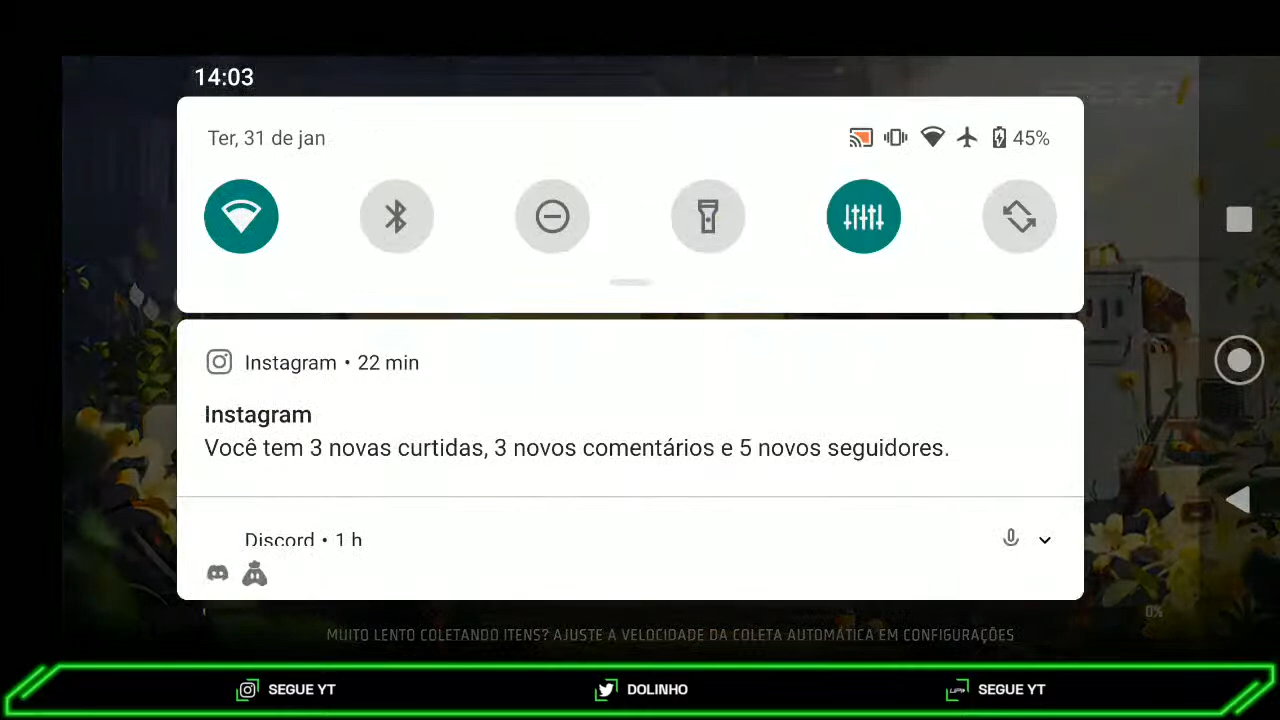 14:03
Ter, 31 de jan
45%
Instagram • 22 min
Instagram
Você tem 3 novas curtidas, 3 novos comentários e 5 novos seguidores.
Discord • 1 h
0%
MUITO LENTO COLETANDO ITENS? AJUSTE A VELOCIDADE DA COLETA AUTOMÁTICA EM CONFIGURAÇÕES
SEGUE YT
DOLINHO
SEGUE YT